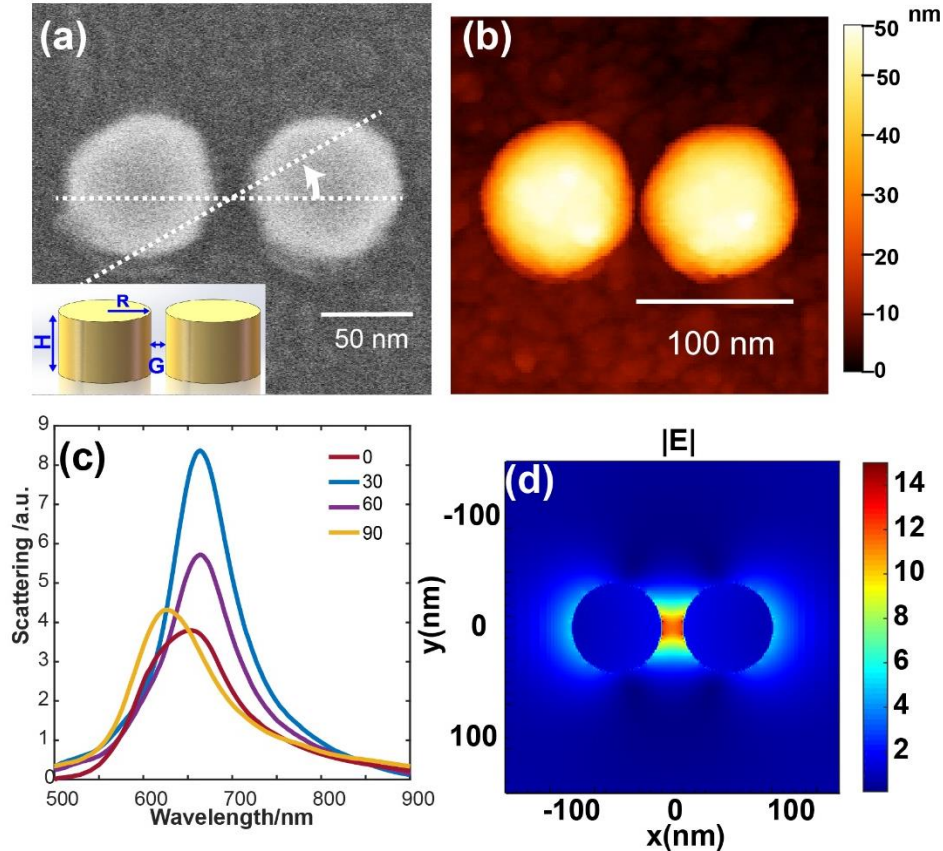 (a)
R
H
G
50 nm
(b)
nm
50
50
40
30
20
10
0
100 nm
(c)
9
8
7
6
5
4
3
2
1
0
Scattering /a.u.
0
30
60
90
500 600 700 800 900
Wavelength/nm
|E|
(d)
-100
0
100
y(nm)
-100 0 100
x(nm)
14
12
10
8
6
4
2